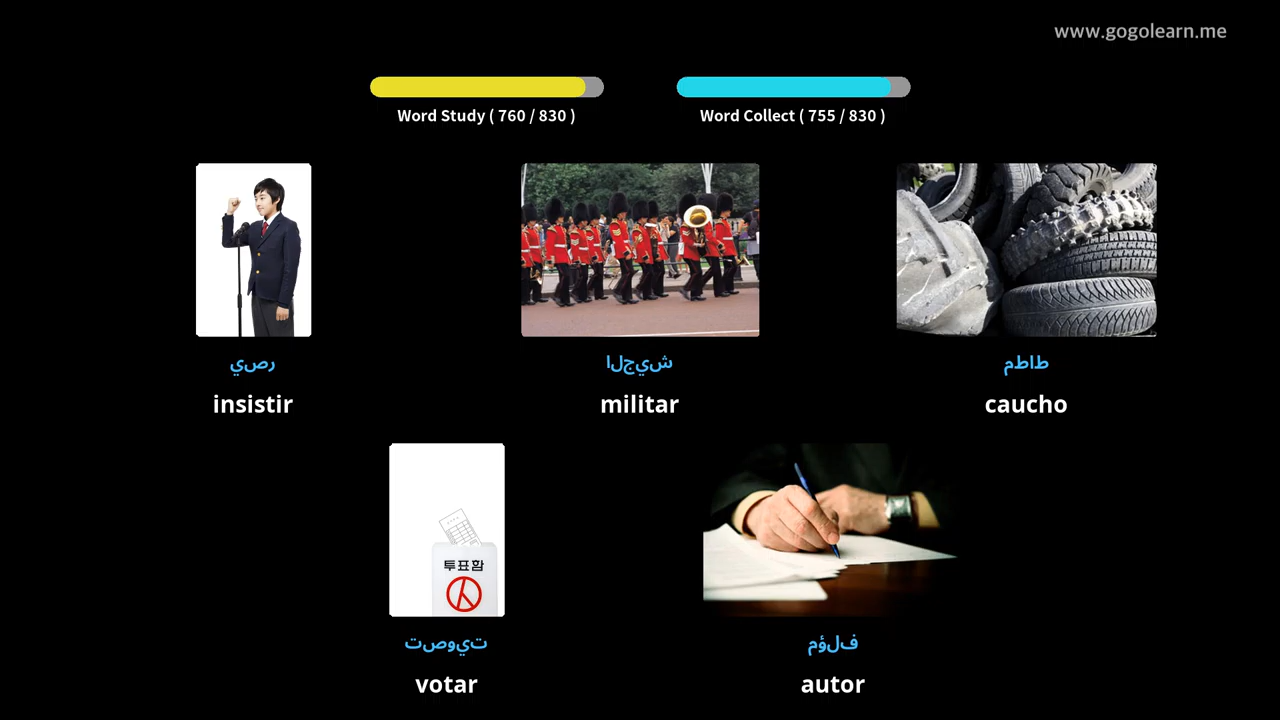 www.gogolearn.me
Word Study ( 760 / 830 )
Word Collect ( 755 / 830 )
يصر
insistir
الجيش
militar
مطاط
caucho
투표함
تصويت
votar
مؤلف
autor